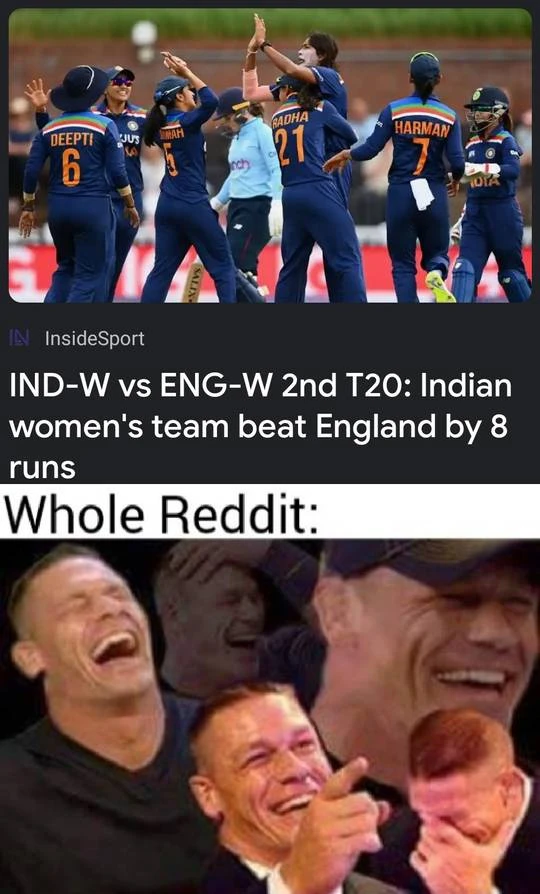 DEEPTI
6
5
RADHA
21
HARMAN
7
InsideSport
IND-W vs ENG-W 2nd T20: Indian
women's team beat England by 8
runs
Whole Reddit: